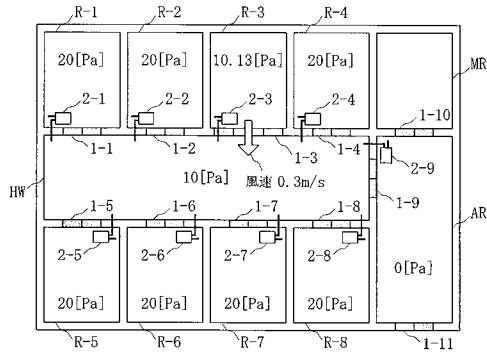 R-1 R-2 R-3 R-4
20[Pa] 20[Pa] 10.13[Pa] 20[Pa] MR
2-1 2-2 2-3 2-4 1-10
1-1 1-2 1-3 1-4 2-9
HW 10[Pa] 風速 0.3m/s
1-5 1-6 1-7 1-8 1-9 AR
2-5 2-6 2-7 2-8 0[Pa]
20[Pa] 20[Pa] 20[Pa] 20[Pa]
R-5 R-6 R-7 R-8 1-11